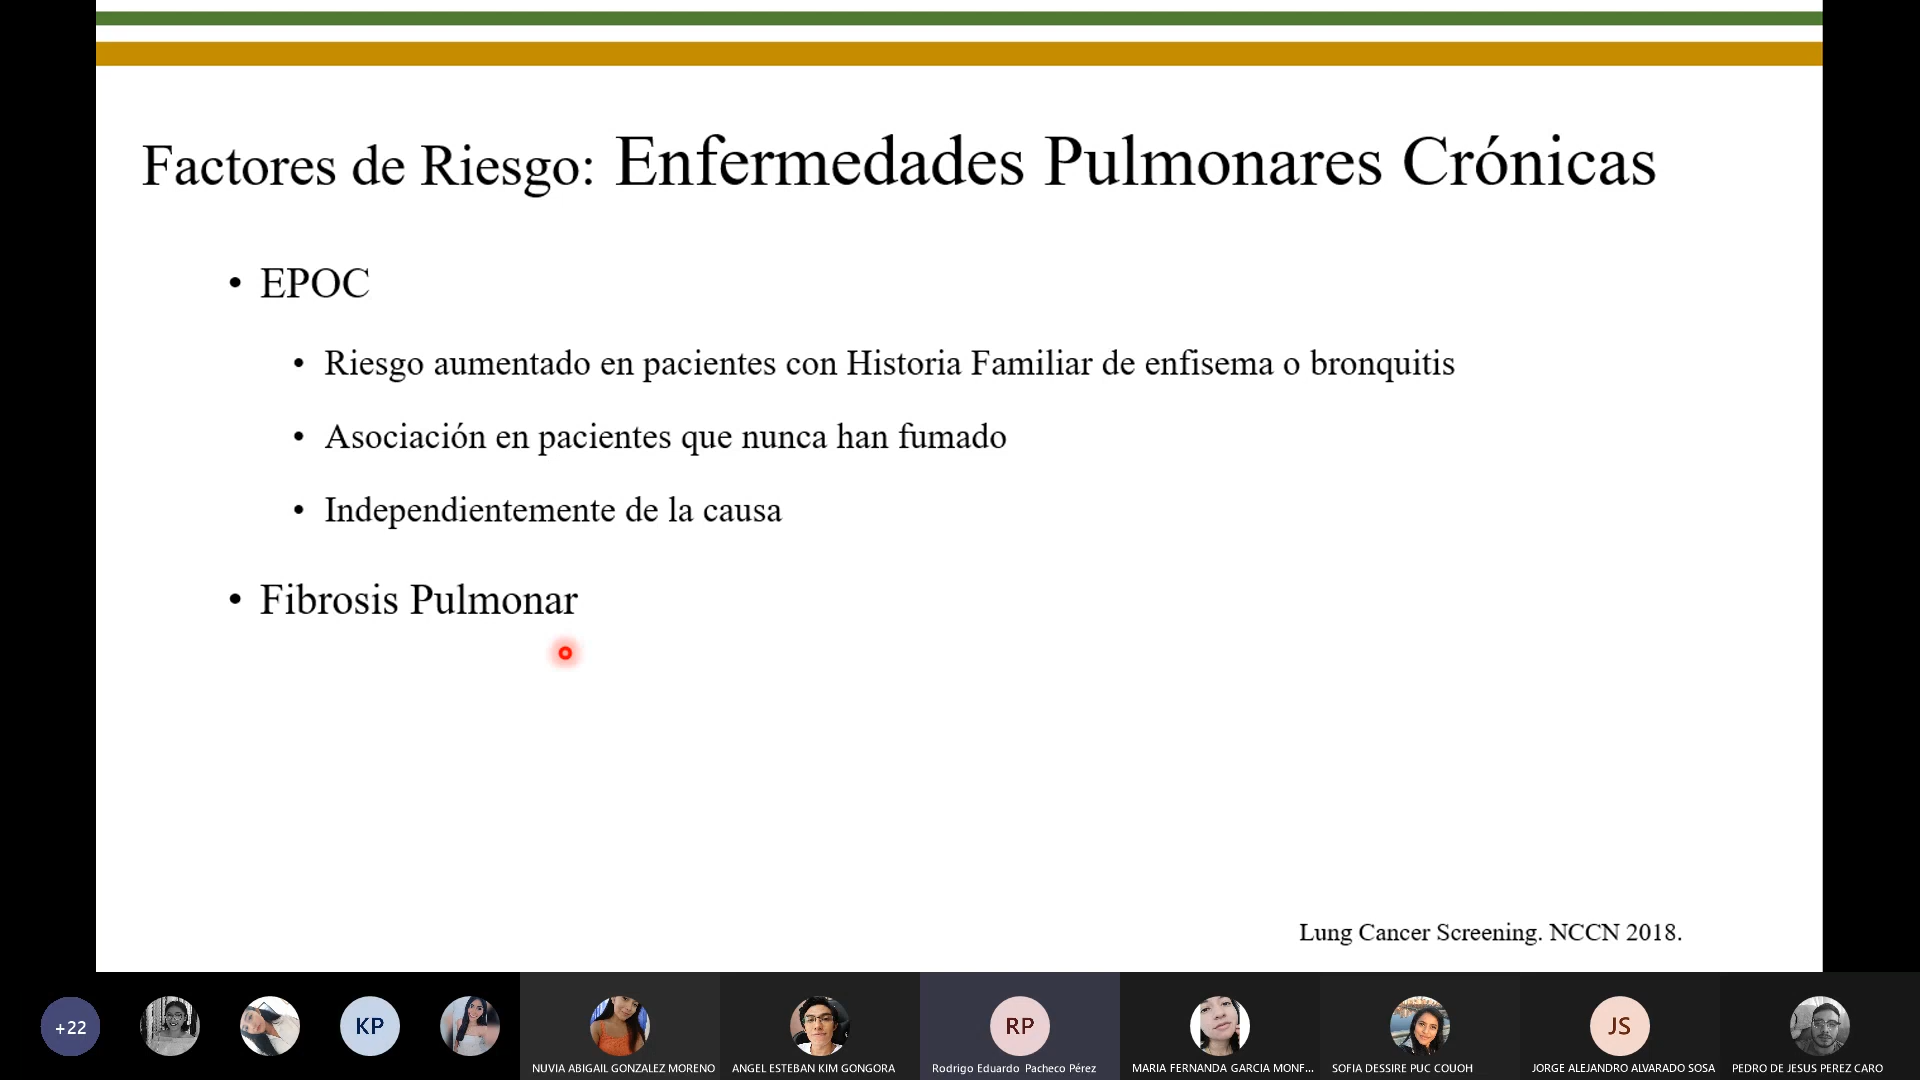 Factores de Riesgo: Enfermedades Pulmonares Crónicas
• EPOC
• Riesgo aumentado en pacientes con Historia Familiar de enfisema o bronquitis
• Asociación en pacientes que nunca han fumado
• Independientemente de la causa
• Fibrosis Pulmonar
Lung Cancer Screening. NCCN 2018.
+22
KP
RP
JS
NUVIA ABIGAIL GONZALEZ MORENO
ANGEL ESTEBAN KIM GONGORA
Rodrigo Eduardo Pacheco Pérez
MARIA FERNANDA GARCIA MONF...
SOFIA DESSIRE PUC COUOH
JORGE ALEJANDRO ALVARADO SOSA
PEDRO DE JESUS PEREZ CARO